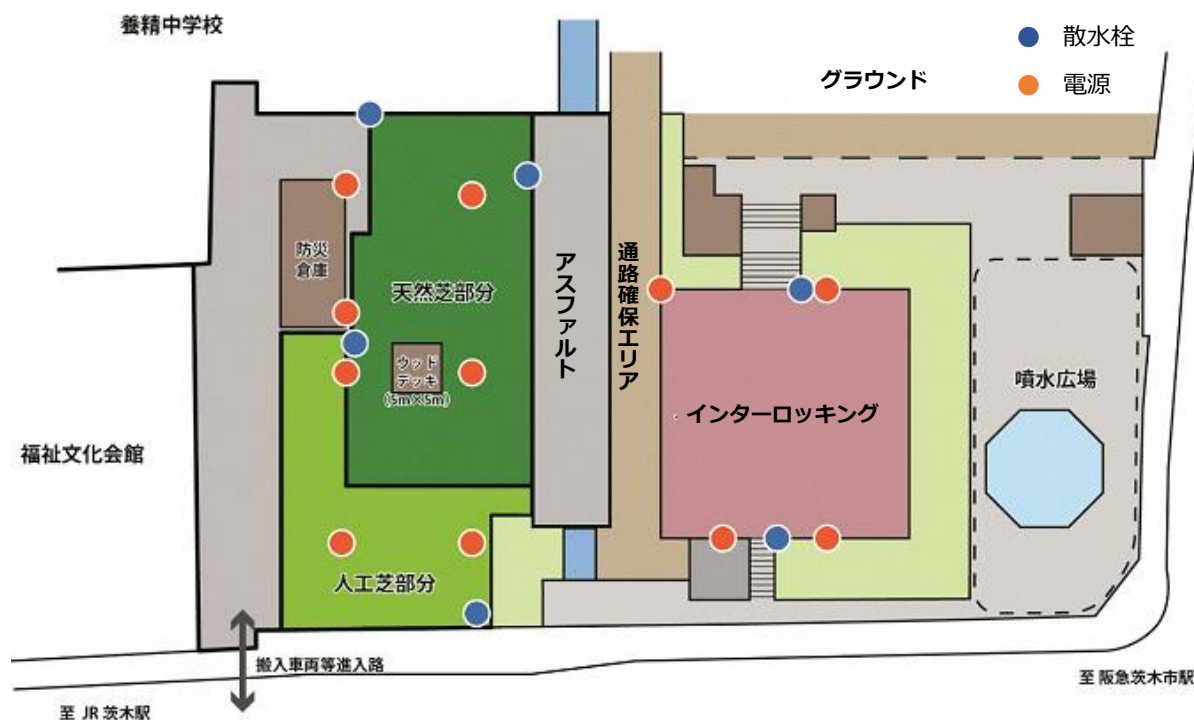 養精中学校
散水栓
電源
グラウンド
防災
倉庫
天然芝部分
アスファルト
通路確保エリア
ウッド
デッキ
(5m×5m)
インターロッキング
噴水広場
福祉文化会館
人工芝部分
搬入車両等進入路
至 阪急茨木市駅
至 JR 茨木駅